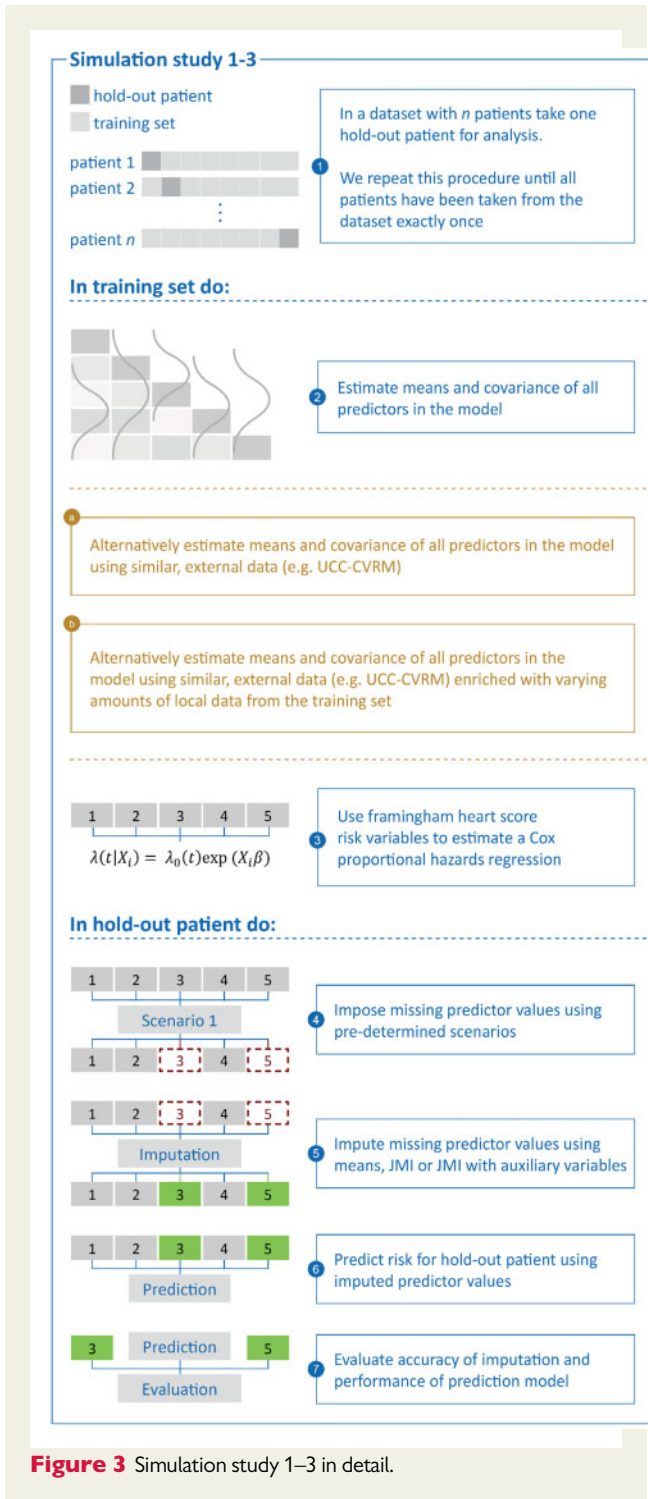 Simulation study 1-3
hold-out patient
training set
patient 1
patient 2
⋮
patient n
1
In a dataset with n patients take one
hold-out patient for analysis.
We repeat this procedure until all
patients have been taken from the
dataset exactly once
In training set do:
2
Estimate means and covariance of all
predictors in the model
a
Alternatively estimate means and covariance of all predictors in the model
using similar, external data (e.g. UCC-CVRM)
b
Alternatively estimate means and covariance of all predictors in the
model using similar, external data (e.g. UCC-CVRM) enriched with varying
amounts of local data from the training set
1 2 3 4 5
λ(t|Xᵢ) = λ₀(t)exp (Xᵢβ)
3
Use framingham heart score
risk variables to estimate a Cox
proportional hazards regression
In hold-out patient do:
1 2 3 4 5
Scenario 1
1 2 3 4 5
4
Impose missing predictor values using
pre-determined scenarios
1 2 3 4 5
Imputation
1 2 3 4 5
5
Impute missing predictor values using
means, JMI or JMI with auxiliary variables
1 2 3 4 5
Prediction
6
Predict risk for hold-out patient using
imputed predictor values
3 Prediction 5
Evaluation
7
Evaluate accuracy of imputation and
performance of prediction model
Figure 3 Simulation study 1–3 in detail.